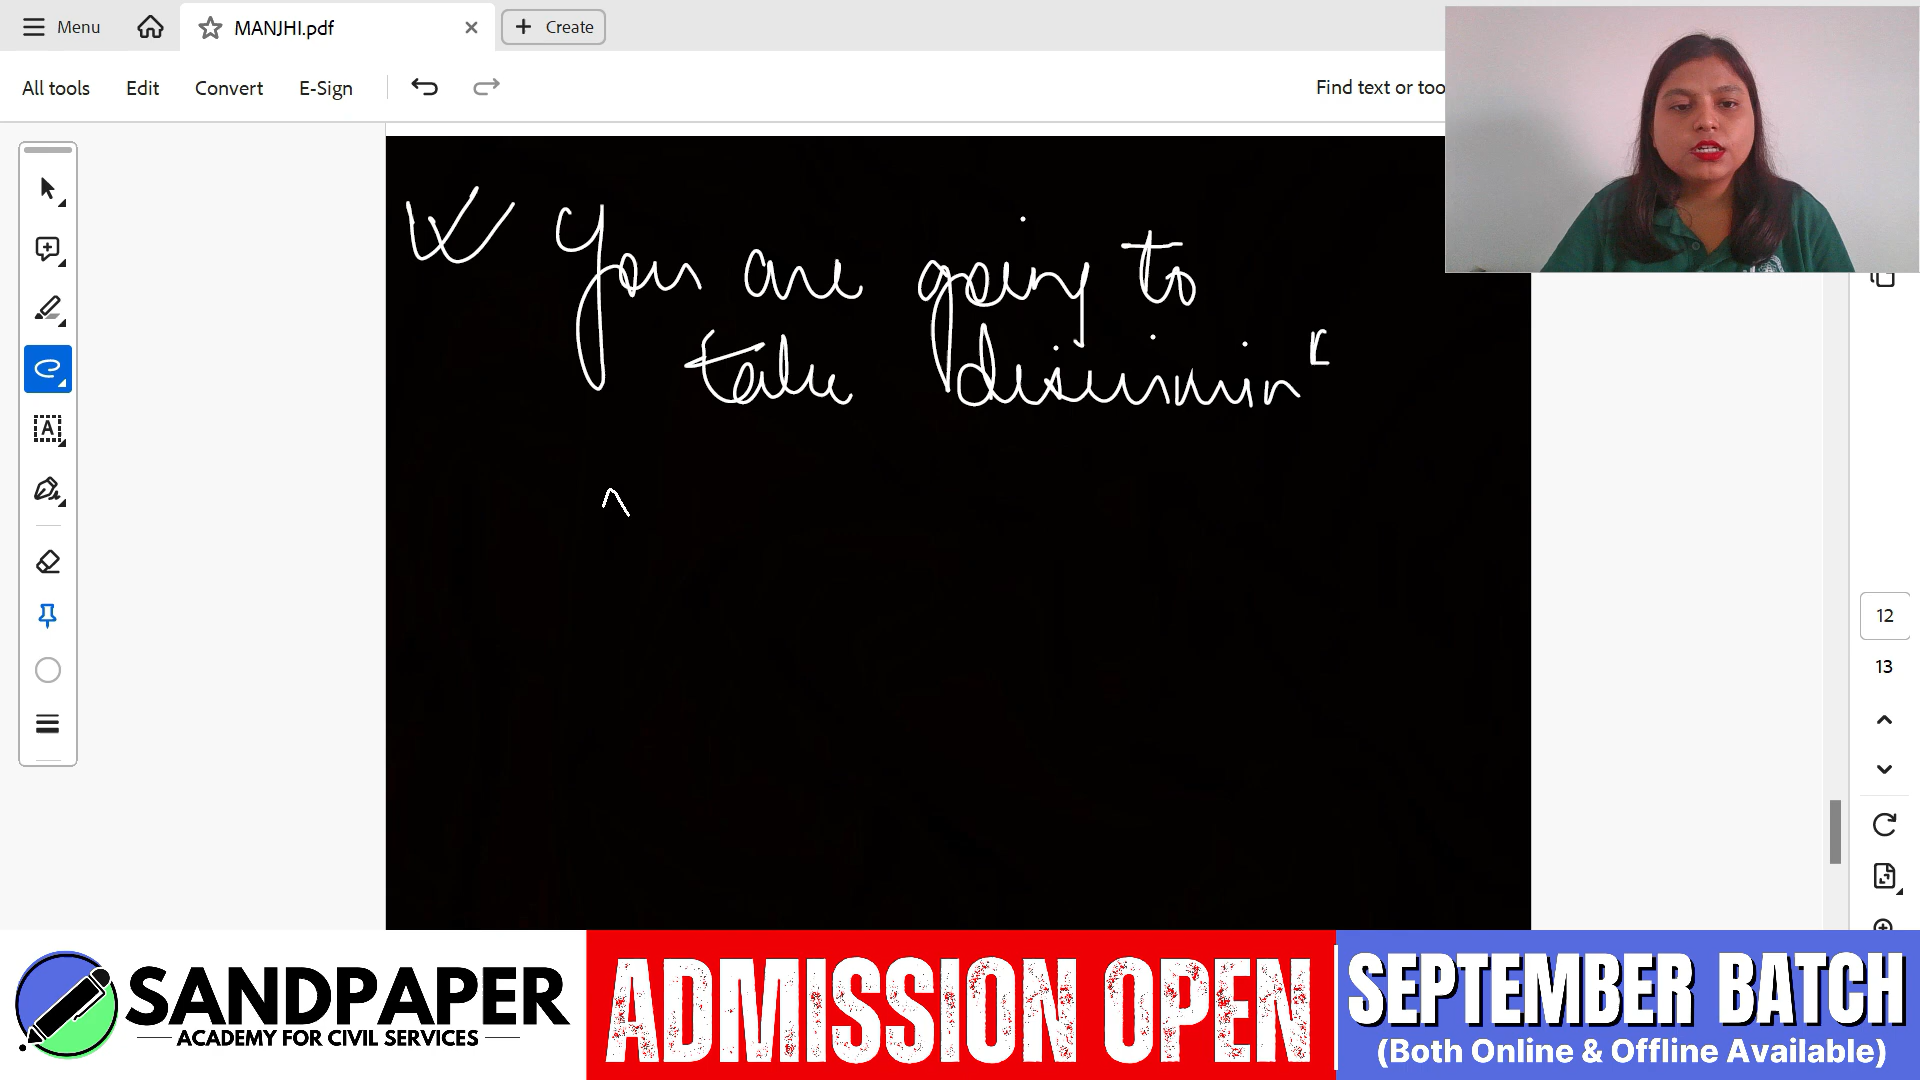 Menu
MANJHI.pdf
Create
All tools
Edit
Convert
E-Sign
Find text or too
You are going to
take discrimin
12
13
SANDPAPER
ACADEMY FOR CIVIL SERVICES
ADMISSION OPEN
SEPTEMBER BATCH
(Both Online & Offline Available)